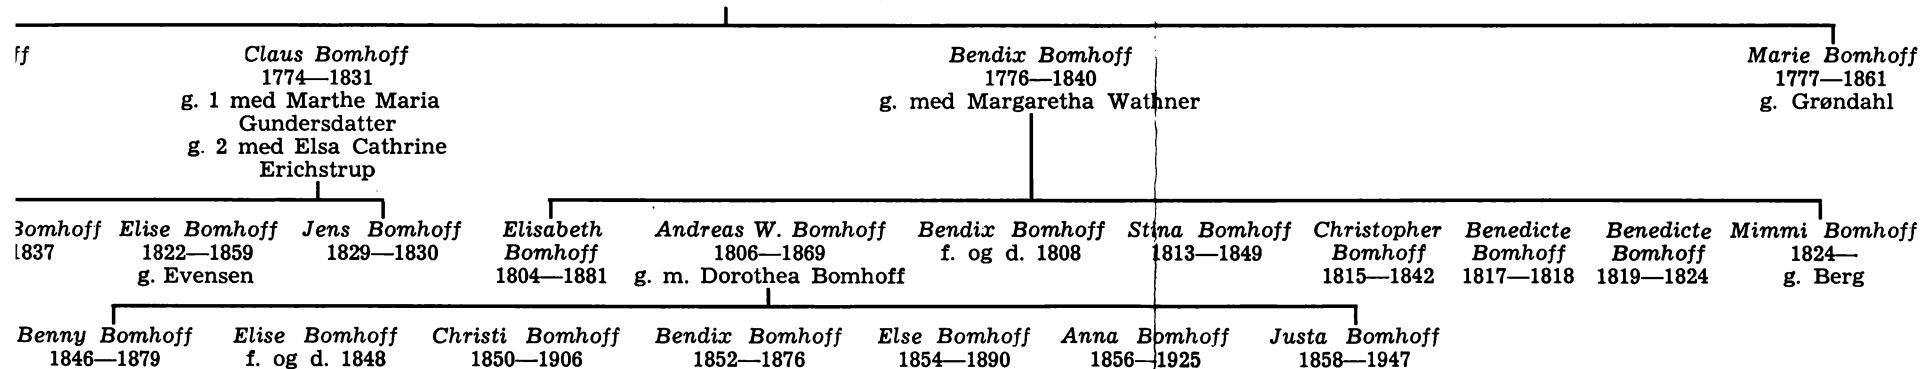 Claus Bomhoff
1774—1831
g. 1 med Marthe Maria
Gundersdatter
g. 2 med Elsa Cathrine
Erichstrup
Bendix Bomhoff
1776—1840
g. med Margaretha Wathner
Marie Bomhoff
1777—1861
g. Grøndahl
Bomhoff
1837
Elise Bomhoff
1822—1859
g. Evensen
Jens Bomhoff
1829—1830
Elisabeth
Bomhoff
1804—1881
Andreas W. Bomhoff
1806—1869
g. m. Dorothea Bomhoff
Bendix Bomhoff
f. og d. 1808
Stina Bomhoff
1813—1849
Christopher
Bomhoff
1815—1842
Benedicte
Bomhoff
1817—1818
Benedicte
Bomhoff
1819—1824
Mimmi Bomhoff
1824—
g. Berg
Benny Bomhoff
1846—1879
Elise Bomhoff
f. og d. 1848
Christi Bomhoff
1850—1906
Bendix Bomhoff
1852—1876
Else Bomhoff
1854—1890
Anna Bomhoff
1856—1925
Justa Bomhoff
1858—1947